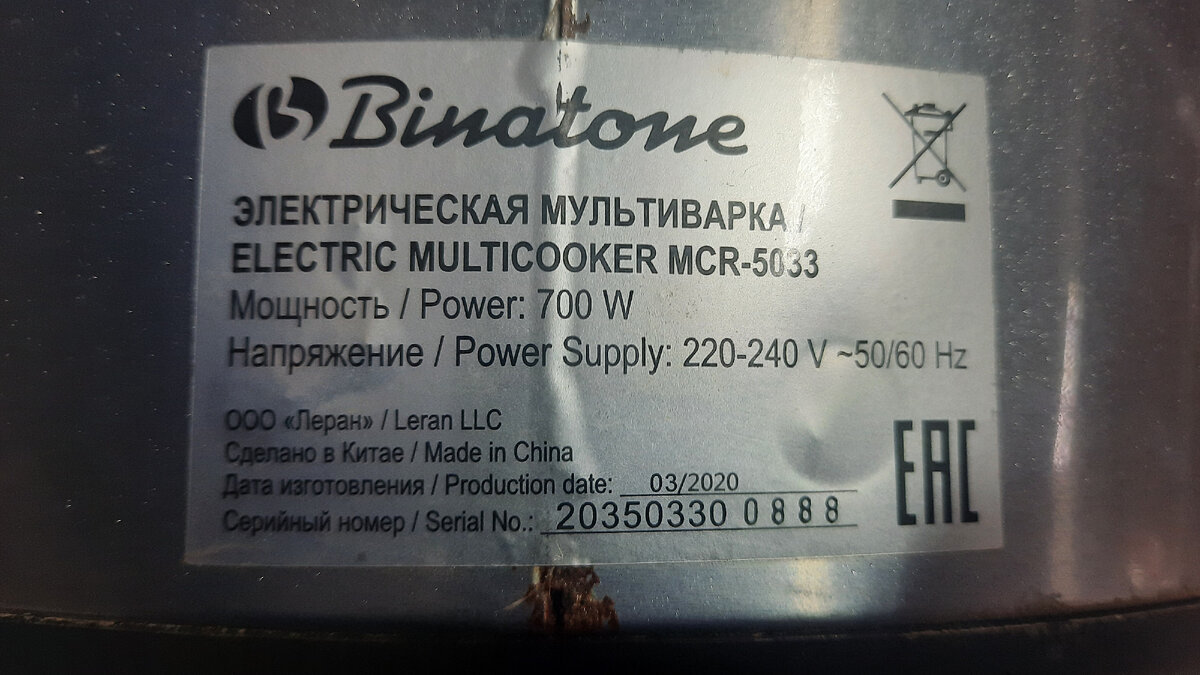 Binatone
ЭЛЕКТРИЧЕСКАЯ МУЛЬТИВАРКА /
ELECTRIC MULTICOOKER MCR-5033
Мощность / Power: 700 W
Напряжение / Power Supply: 220-240 V ~50/60 Hz
ООО «Леран» / Leran LLC
Сделано в Китае / Made in China
Дата изготовления / Production date: 03/2020
Серийный номер / Serial No.: 20350330 0888
EAC